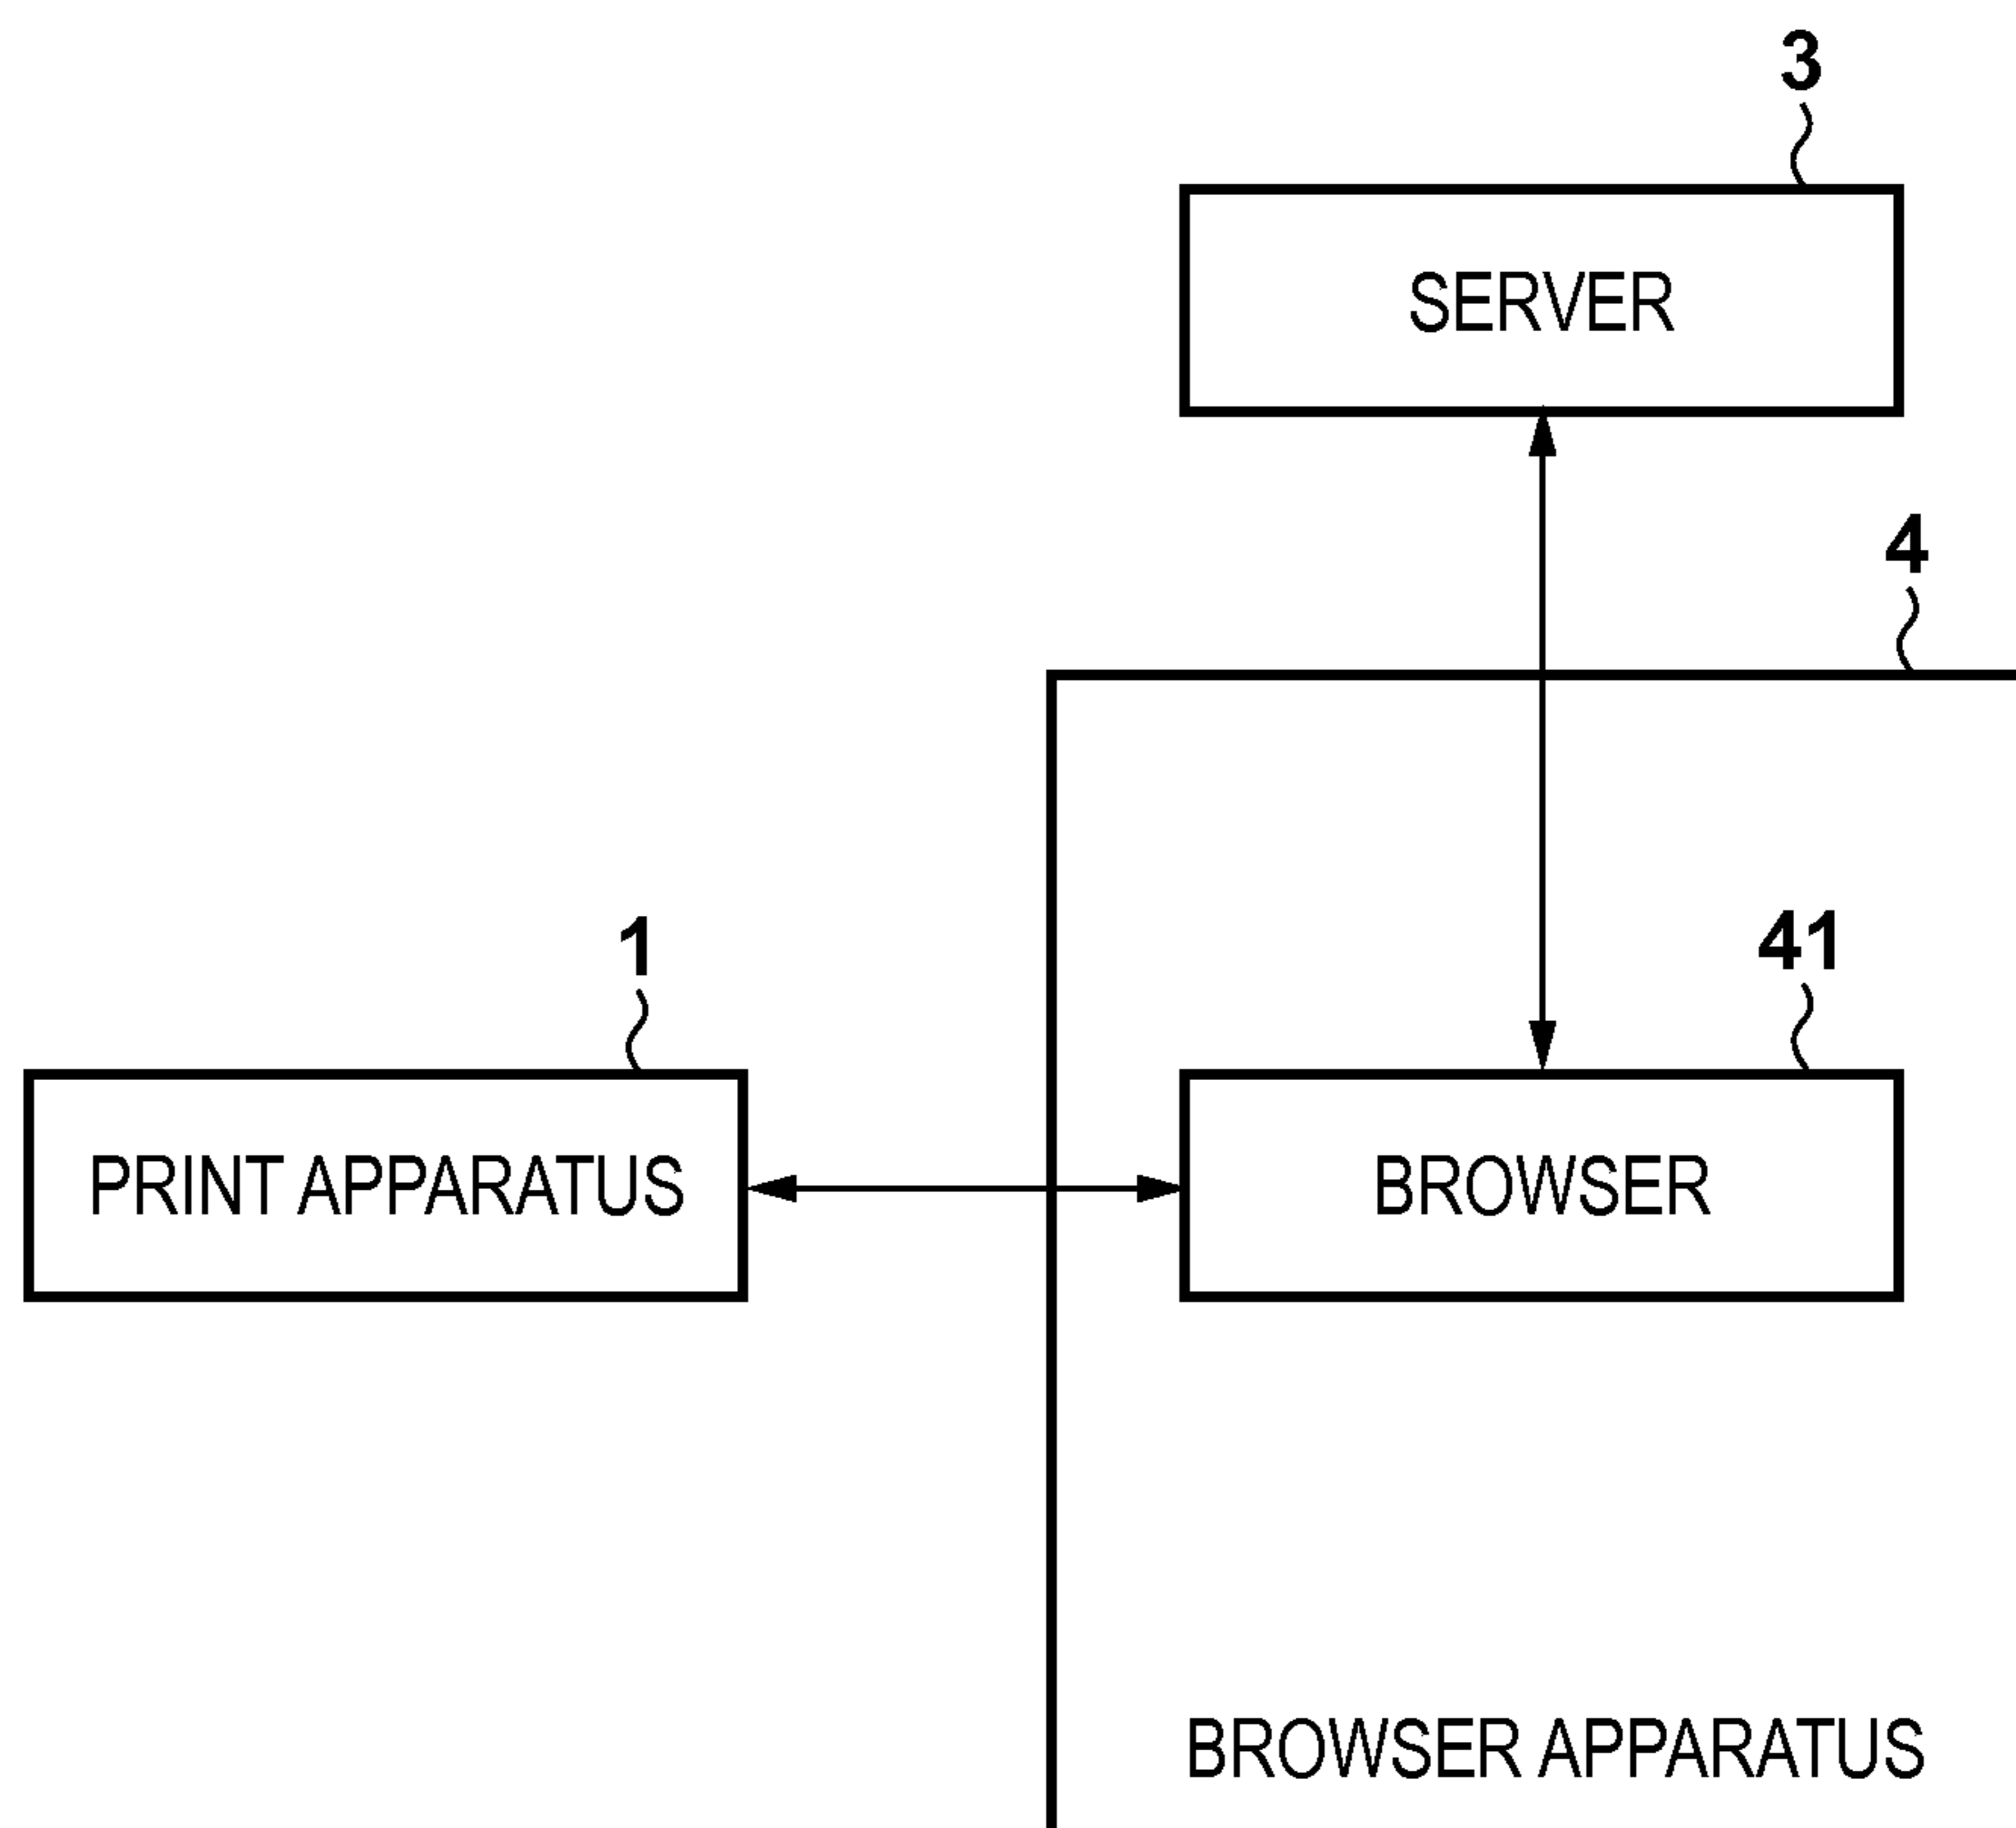 3
SERVER
4
1
41
PRINT APPARATUS
BROWSER
BROWSER APPARATUS